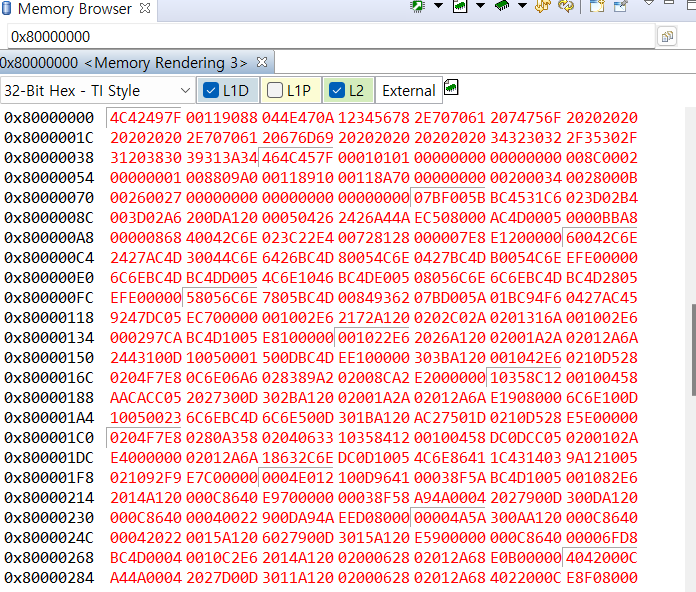 Memory Browser
0x80000000
0x80000000 <Memory Rendering 3>
32-Bit Hex - TI Style L1D L1P L2 External
0x80000000 4C42497F 00119088 044E470A 12345678 2E707061 2074756F 20202020
0x8000001C 20202020 2E707061 20676D69 20202020 20202020 34323032 2F35302F
0x80000038 31203830 39313A34 464C457F 00010101 00000000 00000000 008C0002
0x80000054 00000001 008809A0 00118910 00118A70 00000000 00200034 0028000B
0x80000070 00260027 00000000 00000000 00000000 07BF005B BC4531C6 023D02B4
0x8000008C 003D02A6 200DA120 00050426 2426A44A EC508000 AC4D0005 0000BBA8
0x800000A8 00000868 40042C6E 023C22E4 00728128 000007E8 E1200000 60042C6E
0x800000C4 2427AC4D 30044C6E 6426BC4D 80054C6E 0427BC4D B0054C6E EFE00000
0x800000E0 6C6EBC4D BC4DD005 4C6E1046 BC4DE005 08056C6E 6C6EBC4D BC4D2805
0x800000FC EFE00000 58056C6E 7805BC4D 00849362 07BD005A 01BC94F6 0427AC45
0x80000118 9247DC05 EC700000 001002E6 2172A120 0202C02A 0201316A 001002E6
0x80000134 000297CA BC4D1005 E8100000 001022E6 2026A120 02001A2A 02012A6A
0x80000150 2443100D 10050001 500DBC4D EE100000 303BA120 001042E6 0210D528
0x8000016C 0204F7E8 0C6E06A6 028389A2 02008CA2 E2000000 10358C12 00100458
0x80000188 AACACC05 2027300D 302BA120 02001A2A 02012A6A E1908000 6C6E100D
0x800001A4 10050023 6C6EBC4D 6C6E500D 301BA120 AC27501D 0210D528 E5E00000
0x800001C0 0204F7E8 0280A358 02040633 10358412 00100458 DC0DCC05 0200102A
0x800001DC E4000000 02012A6A 18632C6E DC0D1005 4C6E8641 1C431403 9A121005
0x800001F8 021092F9 E7C00000 0004E012 100D9641 00038F5A BC4D1005 001082E6
0x80000214 2014A120 000C8640 E9700000 00038F58 A94A0004 2027900D 300DA120
0x80000230 000C8640 00040022 900DA94A EED08000 00004A5A 300AA120 000C8640
0x8000024C 00042022 0015A120 6027900D 3015A120 E5900000 000C8640 00006FD8
0x80000268 BC4D0004 0010C2E6 2014A120 02000628 02012A68 E0B00000 4042000C
0x80000284 A44A0004 2027D00D 3011A120 02000628 02012A68 4022000C E8F08000